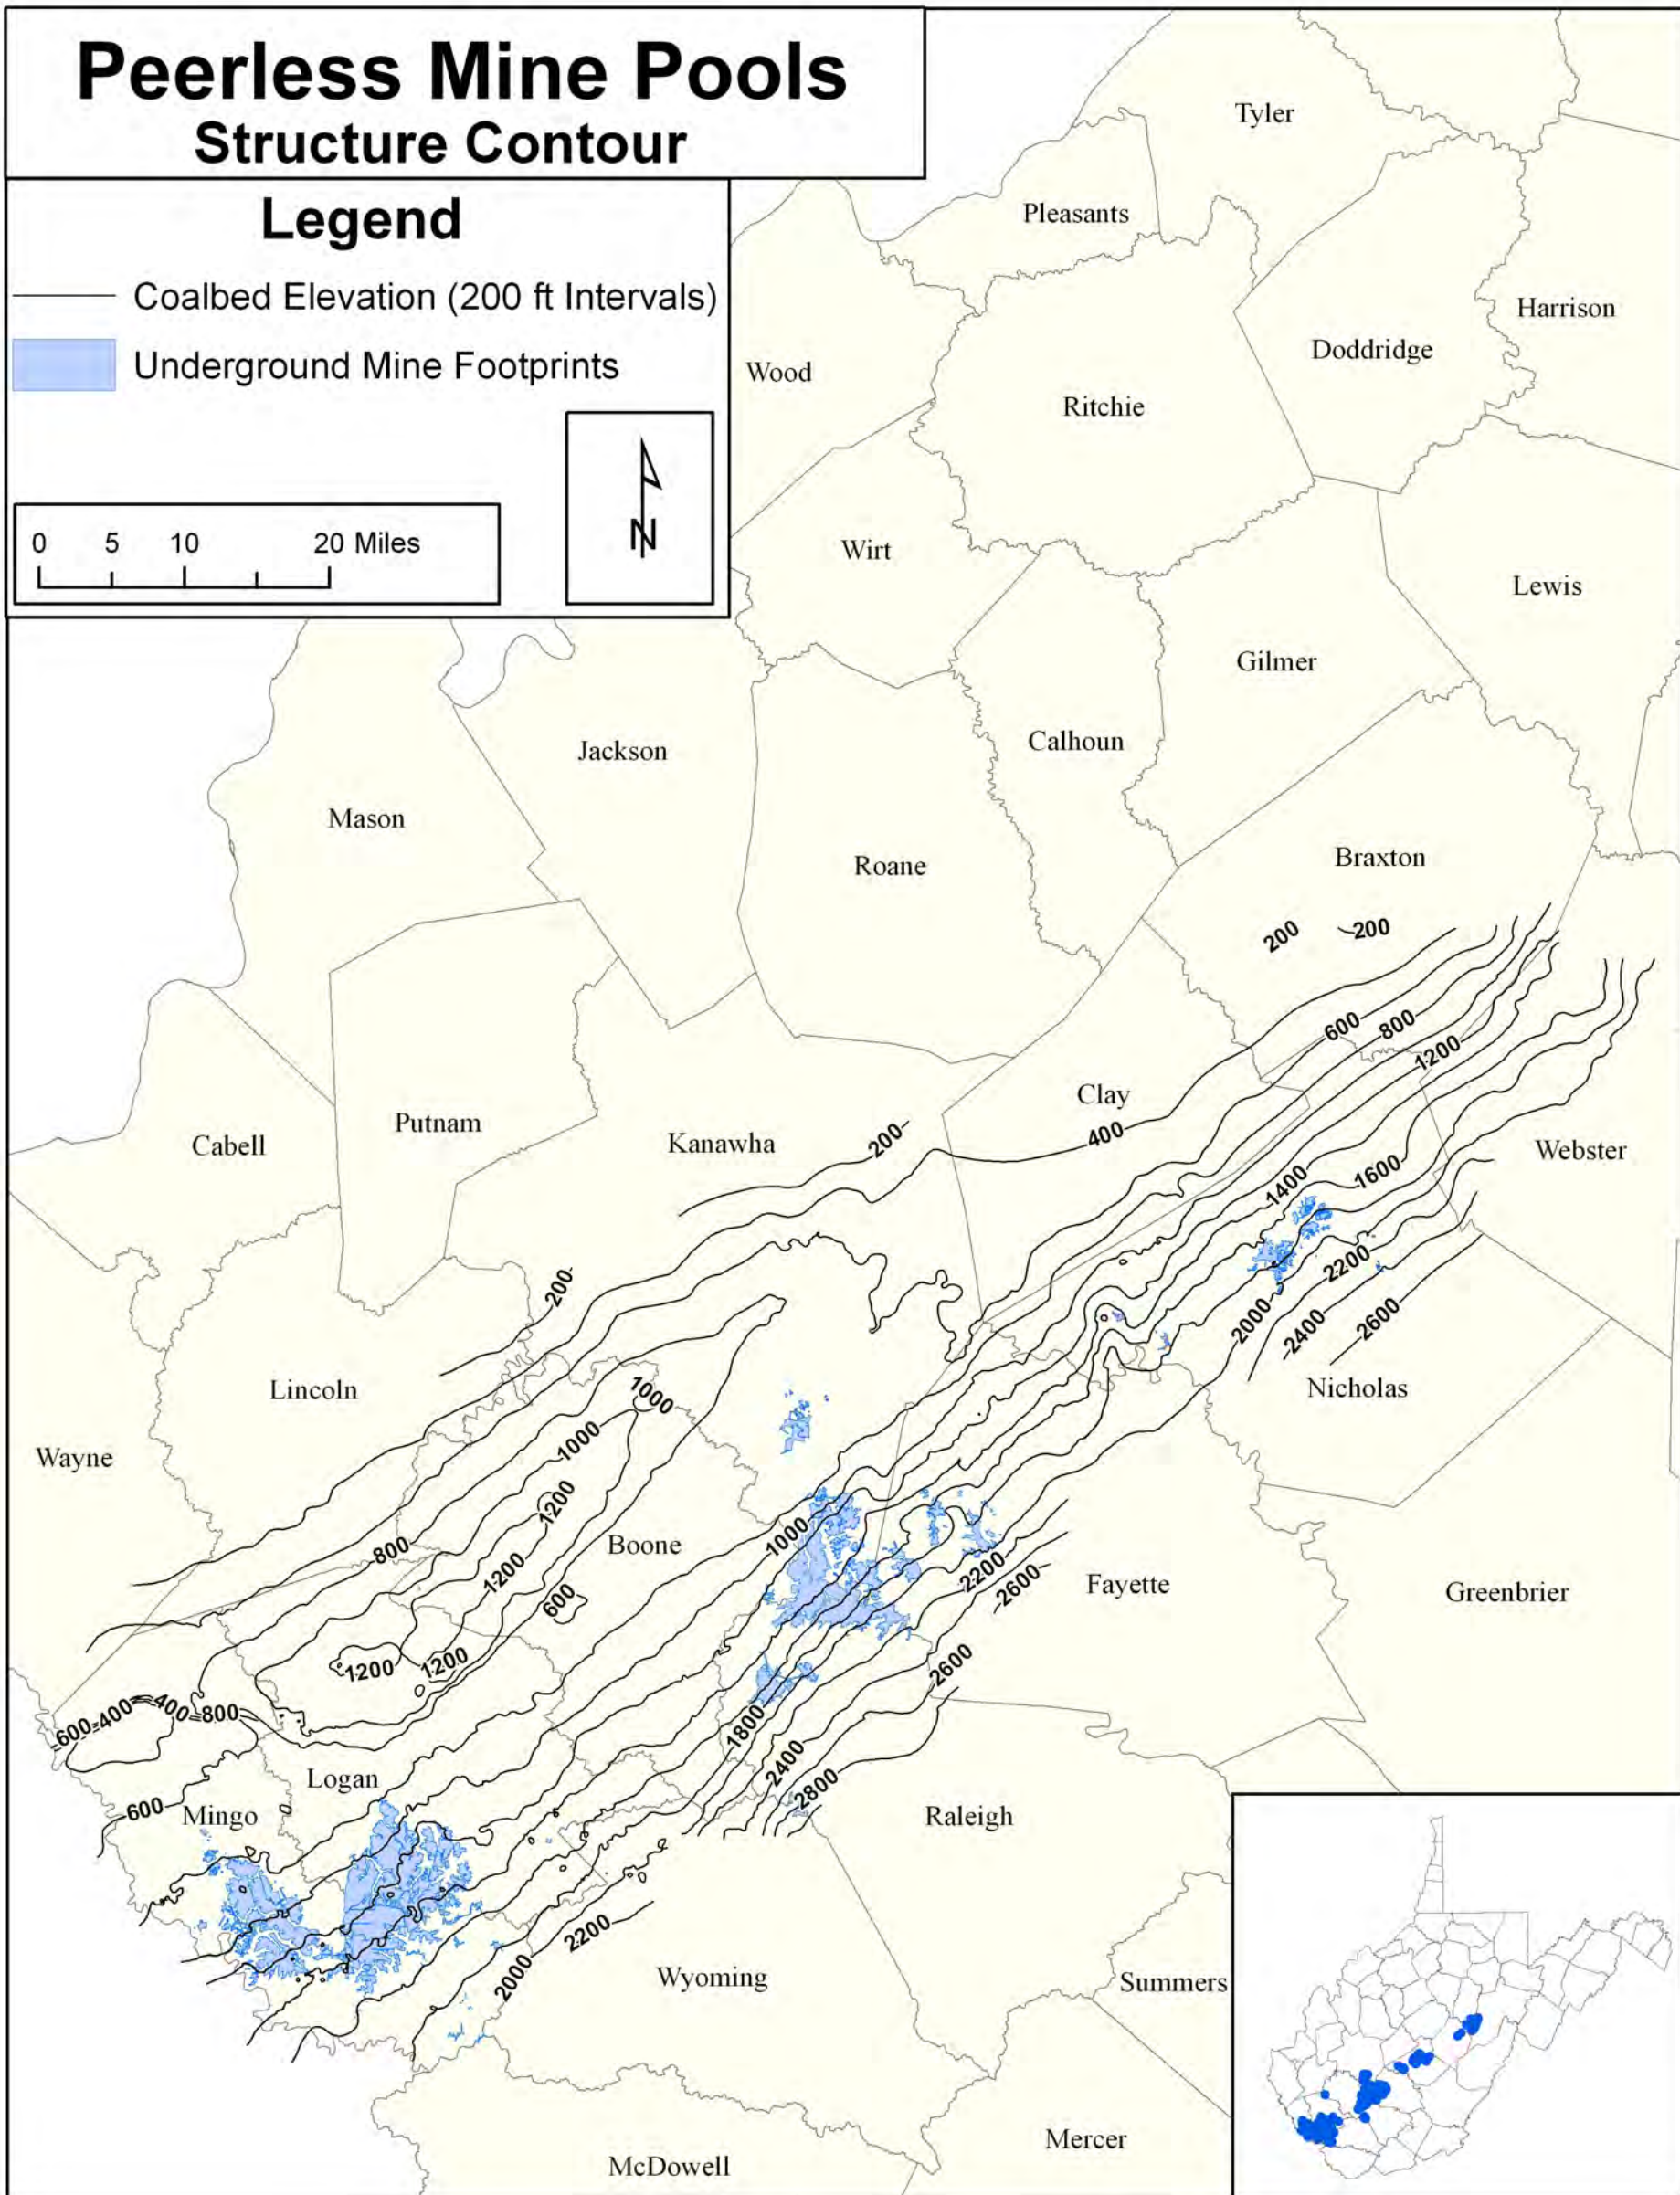 Peerless Mine Pools
Structure Contour
Legend
Coalbed Elevation (200 ft Intervals)
Underground Mine Footprints
0 5 10 20 Miles
N
Tyler
Pleasants
Harrison
Doddridge
Wood
Ritchie
Wirt
Lewis
Gilmer
Calhoun
Jackson
Mason
Braxton
Roane
200
200
600
800
1200
Clay
Putnam
400
200
Kanawha
Cabell
Webster
1400
1600
200
2200
2000
2400
2600
Lincoln
1000
Nicholas
1000
Wayne
1200
1000
Boone
800
1200
2200
Fayette
2600
Greenbrier
600
1200
1200
2600
600
400
400
800
1800
2400
Logan
2800
600
Mingo
Raleigh
2200
2000
Wyoming
Summers
Mercer
McDowell